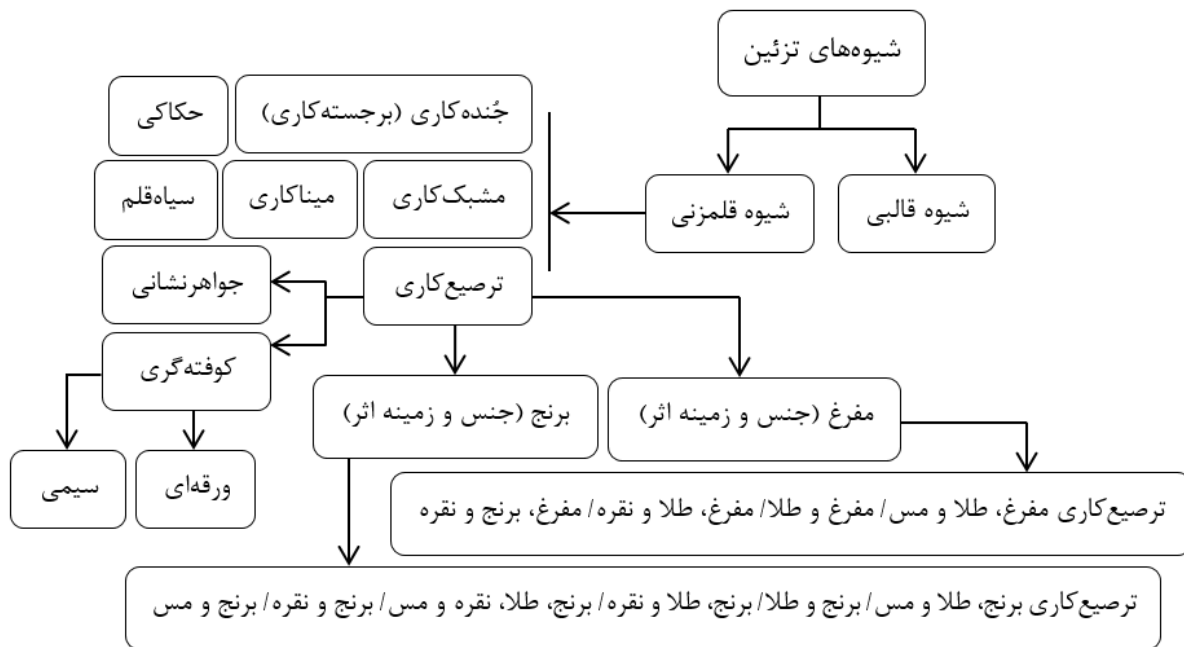 شیوه‌های تزئین
جُنده‌کاری (برجسته‌کاری)
حکاکی
شیوه قالبی
شیوه قلمزنی
مشبک‌کاری
میناکاری
سیاه‌قلم
ترصیع‌کاری
جواهرنشانی
کوفته‌گری
مفرغ (جنس و زمینه اثر)
برنج (جنس و زمینه اثر)
ورقه‌ای
سیمی
ترصیع‌کاری مفرغ، طلا و مس/ مفرغ و طلا/ مفرغ، طلا و نقره/ مفرغ، برنج و نقره
ترصیع‌کاری برنج، طلا و مس/ برنج و طلا/ برنج، طلا و نقره/ برنج، طلا، نقره و مس/ برنج و نقره/ برنج و مس